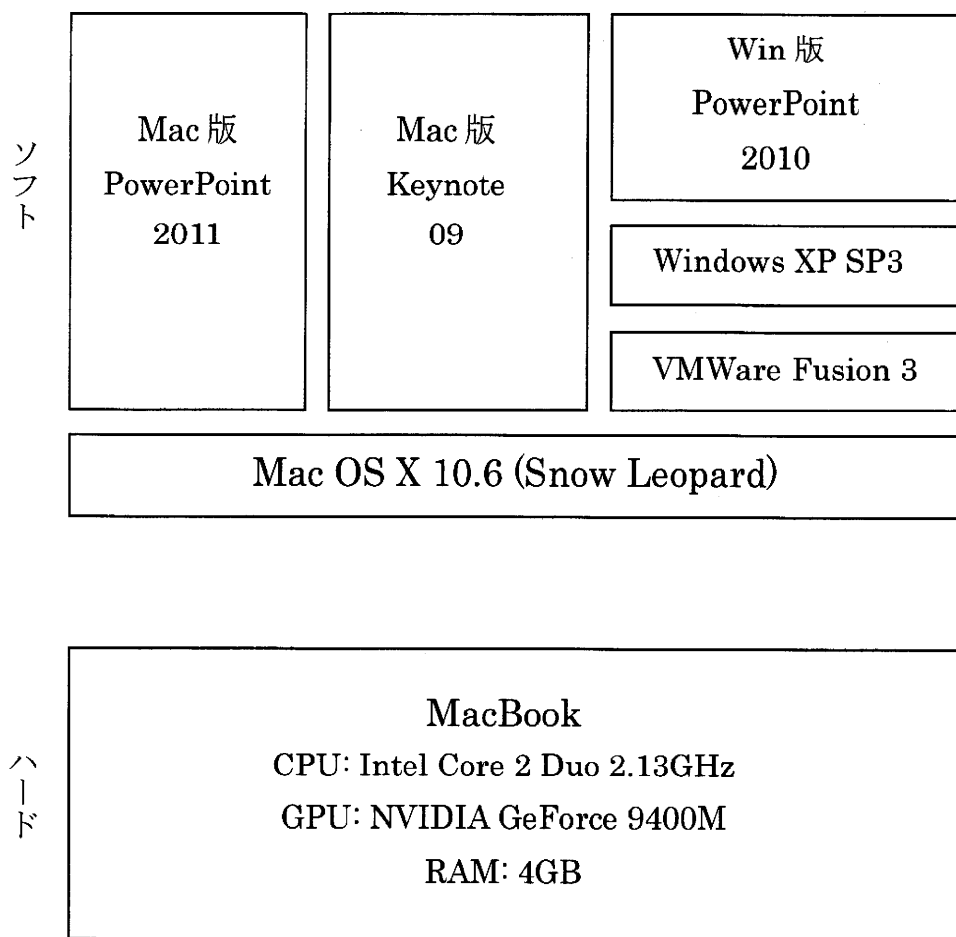 ソフト
Mac 版
PowerPoint
2011
Mac 版
Keynote
09
Win 版
PowerPoint
2010
Windows XP SP3
VMWare Fusion 3
Mac OS X 10.6 (Snow Leopard)
ハード
MacBook
CPU: Intel Core 2 Duo 2.13GHz
GPU: NVIDIA GeForce 9400M
RAM: 4GB